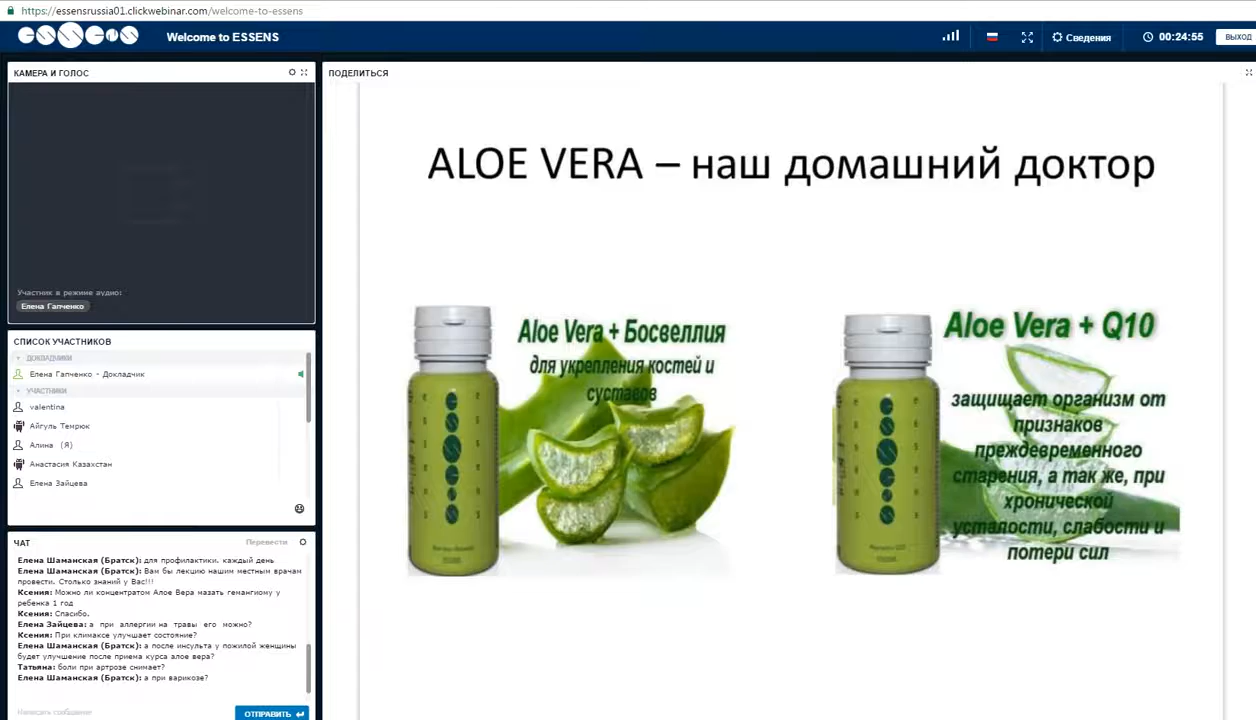 https://essensrussia01.clickwebinar.com/welcome-to-essens
ESSENS
Welcome to ESSENS
Сведения
00:24:55
ВЫХОД
КАМЕРА И ГОЛОС
Участник в режиме аудио:
Елена Гапченко
СПИСОК УЧАСТНИКОВ
ДОКЛАДЧИКИ
Елена Гапченко - Докладчик
УЧАСТНИКИ
valentina
Айгуль Темрюк
Алина (Я)
Анастасия Казахстан
Елена Зайцева
ЧАТ
Перевести
Елена Шаманская (Братск): для профилактики, каждый день
Елена Шаманская (Братск): Вам бы лекцию нашим местным врачам
провести. Столько знаний у Вас!!!
Ксения: Можно ли концентратом Алое Вера мазать гемангиому у
ребенка 1 год
Ксения: Спасибо.
Елена Зайцева: а при аллергии на травы его можно?
Ксения: При климаксе улучшает состояние?
Елена Шаманская (Братск): а после инсульта у пожилой женщины
будет улучшение после приема курса алое вера?
Татьяна: боли при артрозе снимает?
Елена Шаманская (Братск): а при варикозе?
Написать сообщение
ОТПРАВИТЬ
ПОДЕЛИТЬСЯ
ALOE VERA – наш домашний доктор
Aloe Vera + Босвеллия
для укрепления костей и
суставов
Aloe Vera + Q10
защищает организм от
признаков
преждевременного
старения, а так же, при
хронической
усталости, слабости и
потери сил